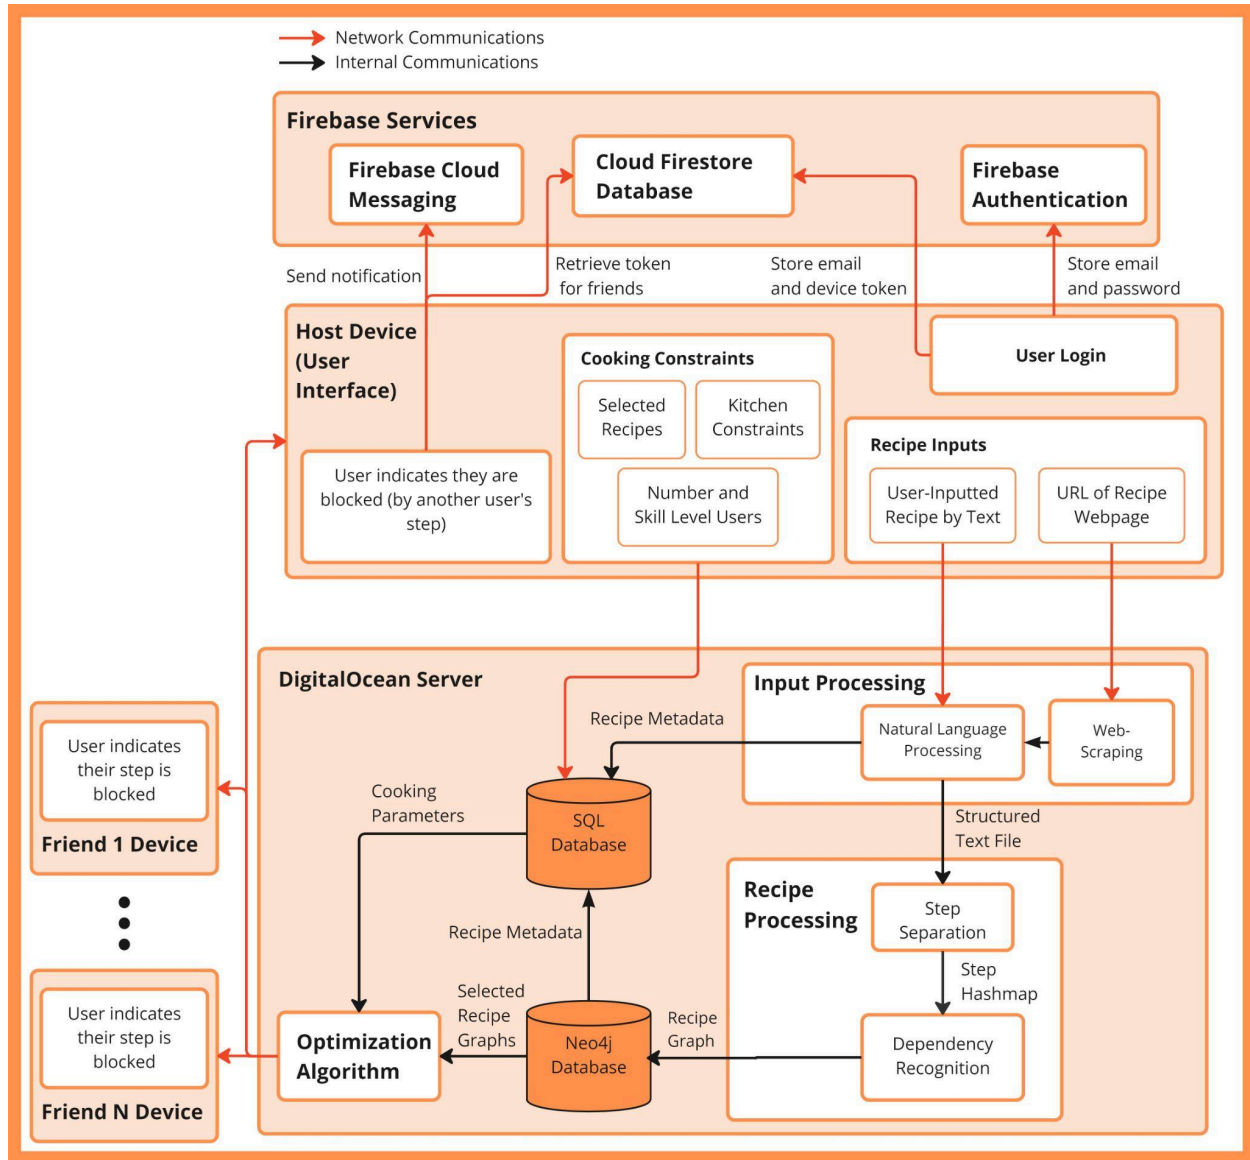 Network Communications
Internal Communications
Firebase Services
Firebase Cloud
Messaging
Cloud Firestore
Database
Firebase
Authentication
Send notification
Retrieve token
for friends
Store email
and device token
Store email
and password
Host Device
(User
Interface)
User Login
Cooking Constraints
Selected
Recipes
Kitchen
Constraints
Number and
Skill Level Users
Recipe Inputs
User-Inputted
Recipe by Text
URL of Recipe
Webpage
User indicates they are
blocked (by another user's
step)
DigitalOcean Server
Input Processing
Natural Language
Processing
Web-
Scraping
Recipe Metadata
Cooking
Parameters
SQL
Database
Structured
Text File
Recipe
Processing
Step
Separation
Step
Hashmap
Dependency
Recognition
Recipe Metadata
Selected
Recipe
Graphs
Recipe
Graph
Neo4j
Database
Optimization
Algorithm
User indicates
their step is
blocked
Friend 1 Device
User indicates
their step is
blocked
Friend N Device